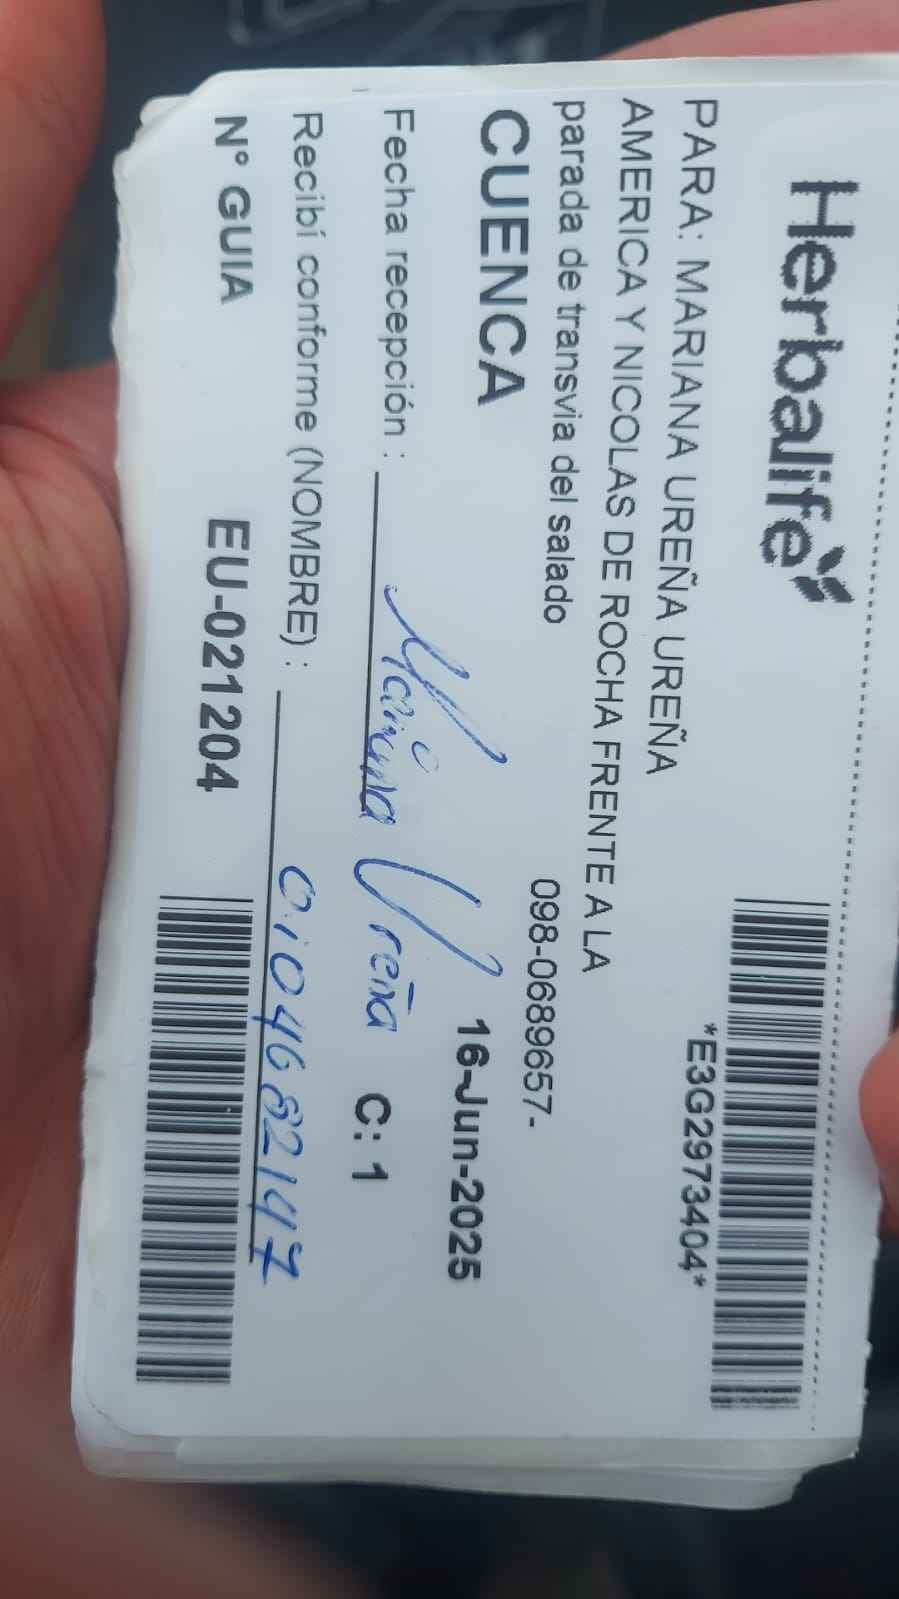 Herbalife
*E3G2973404*
PARA: MARIANA UREÑA UREÑA
AMERICA Y NICOLAS DE ROCHA FRENTE A LA
parada de transvia del salado
098-0689657-
CUENCA
16-Jun-2025
Fecha recepción : Mariana Ureña C: 1
Recibí conforme (NOMBRE) : 0104682147
N° GUIA EU-021204